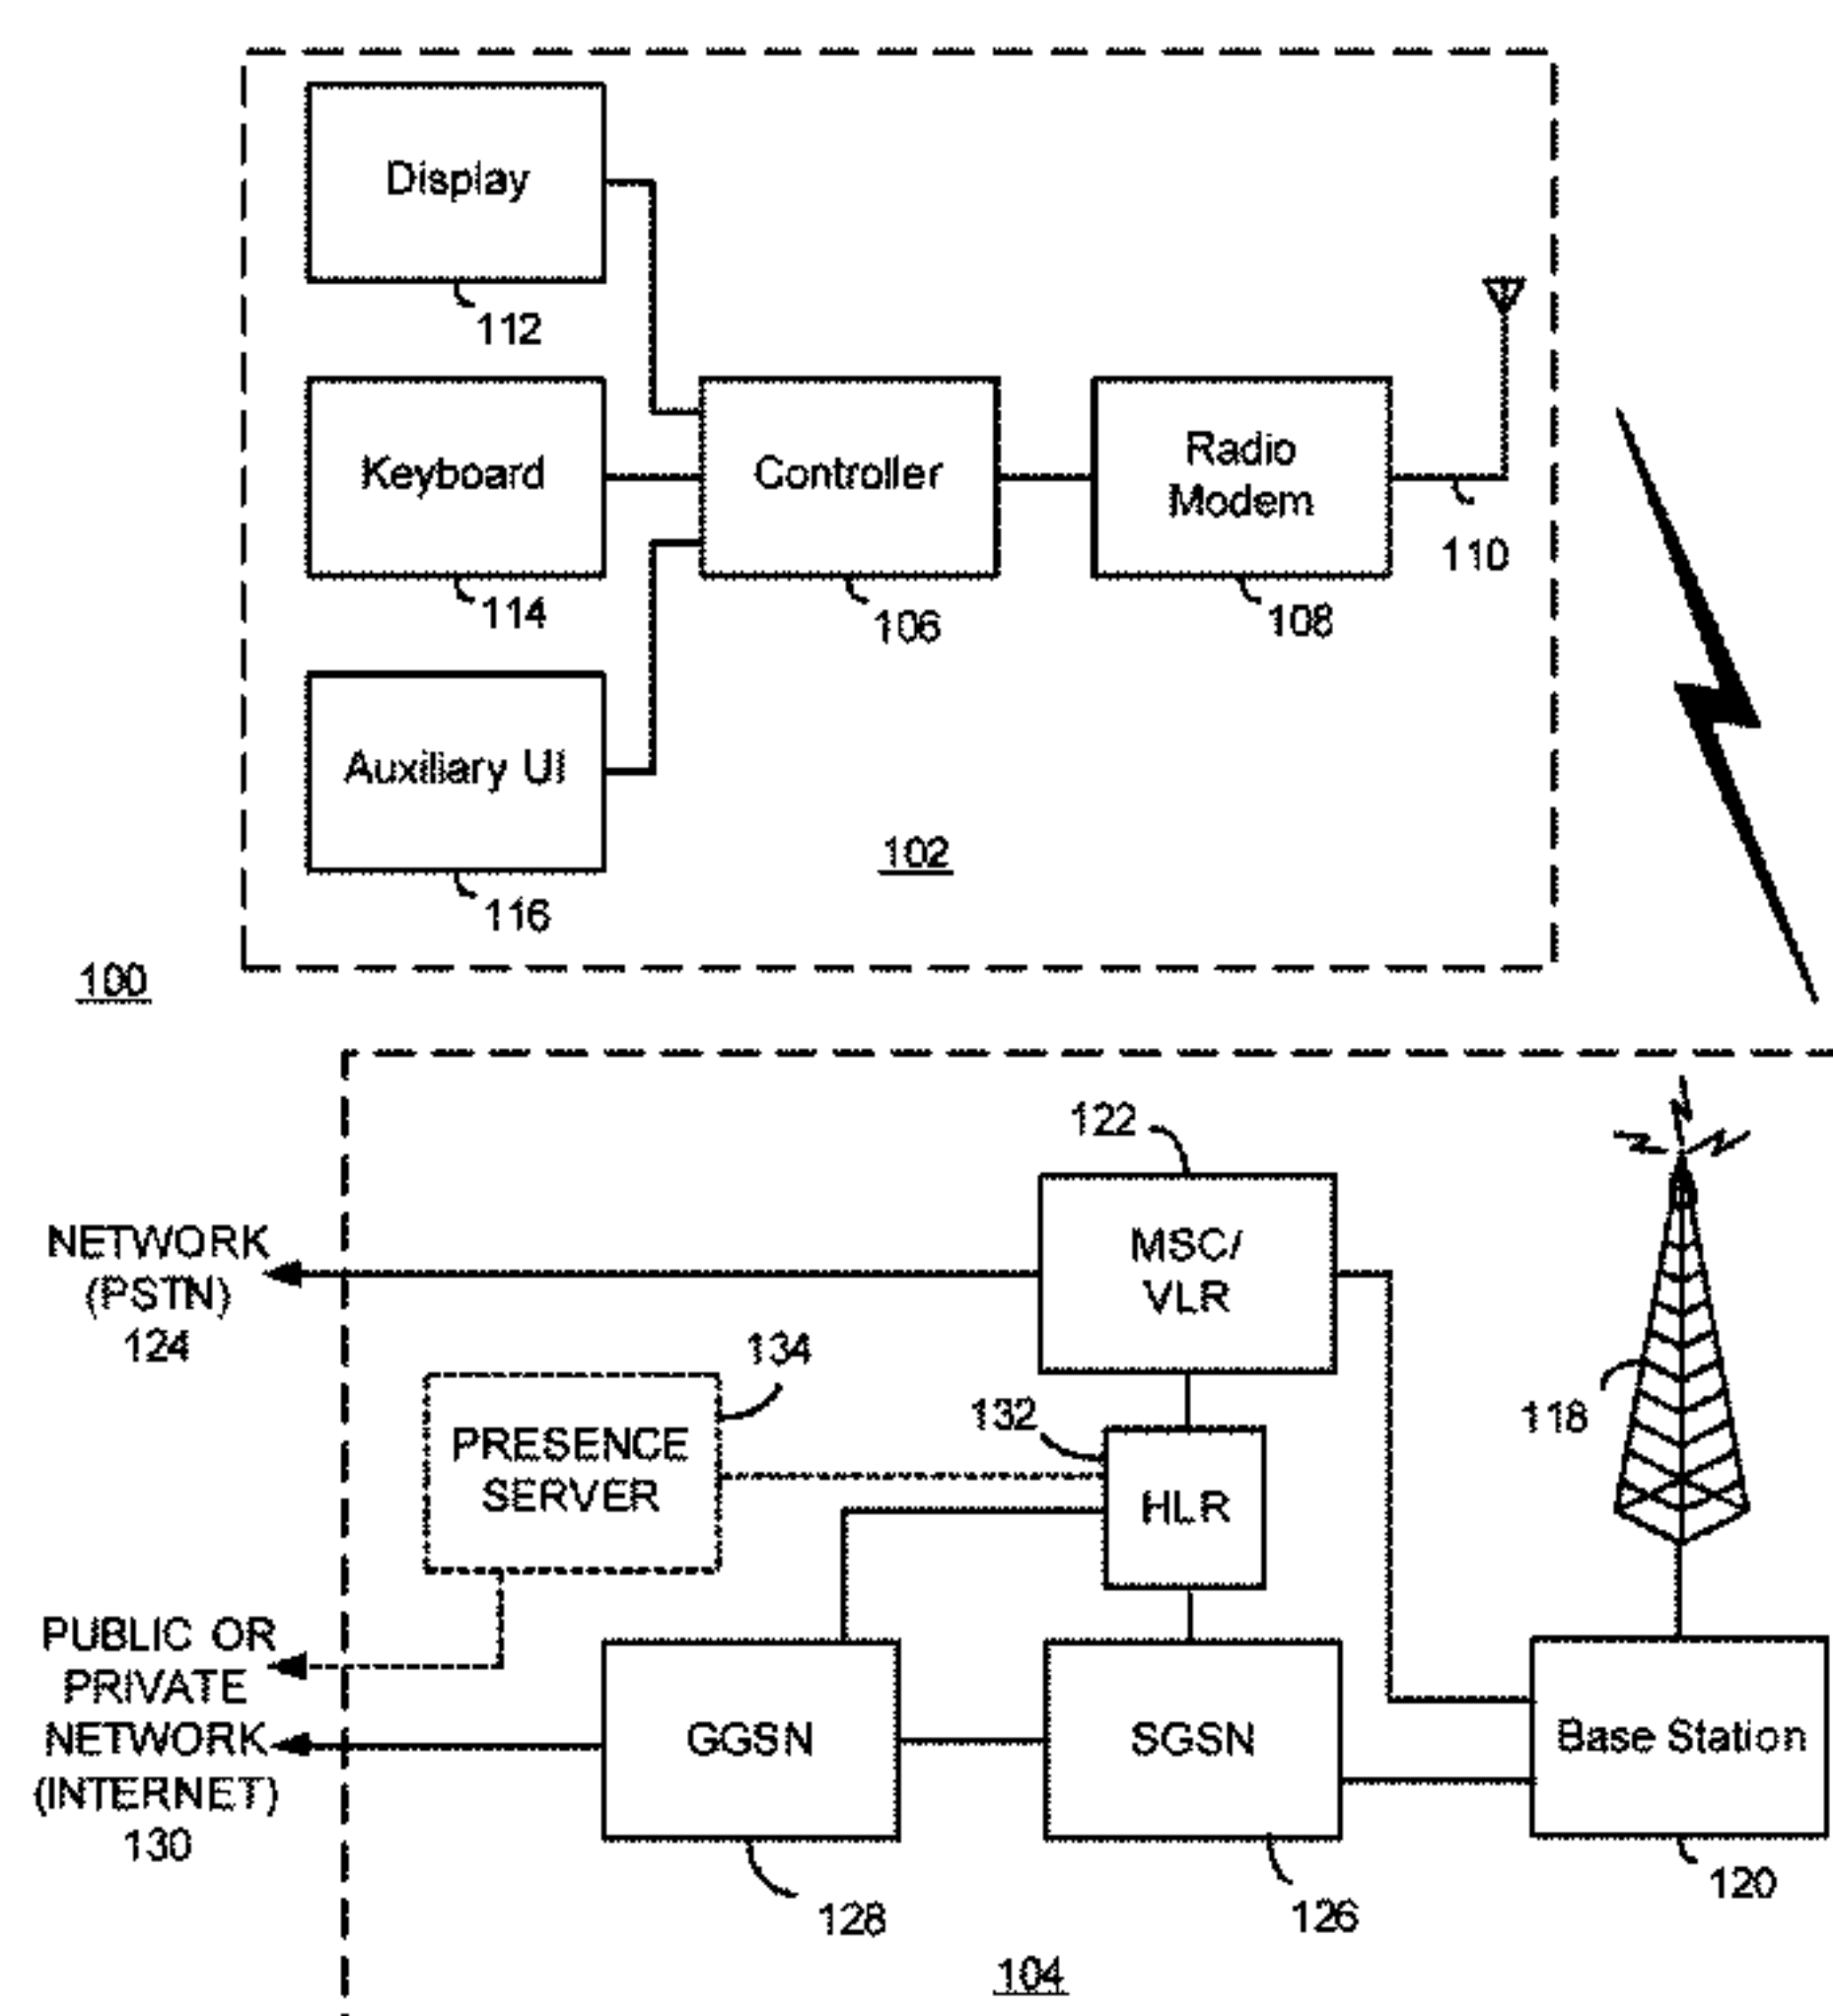 Display
112
Keyboard
114
Controller
106
Radio
Modem
108
110
Auxiliary UI
116
102
100
122
MSC/
VLR
NETWORK
(PSTN)
124
134
PRESENCE
SERVER
132
HLR
118
PUBLIC OR
PRIVATE
NETWORK
(INTERNET)
130
GGSN
128
SGSN
126
Base Station
120
104